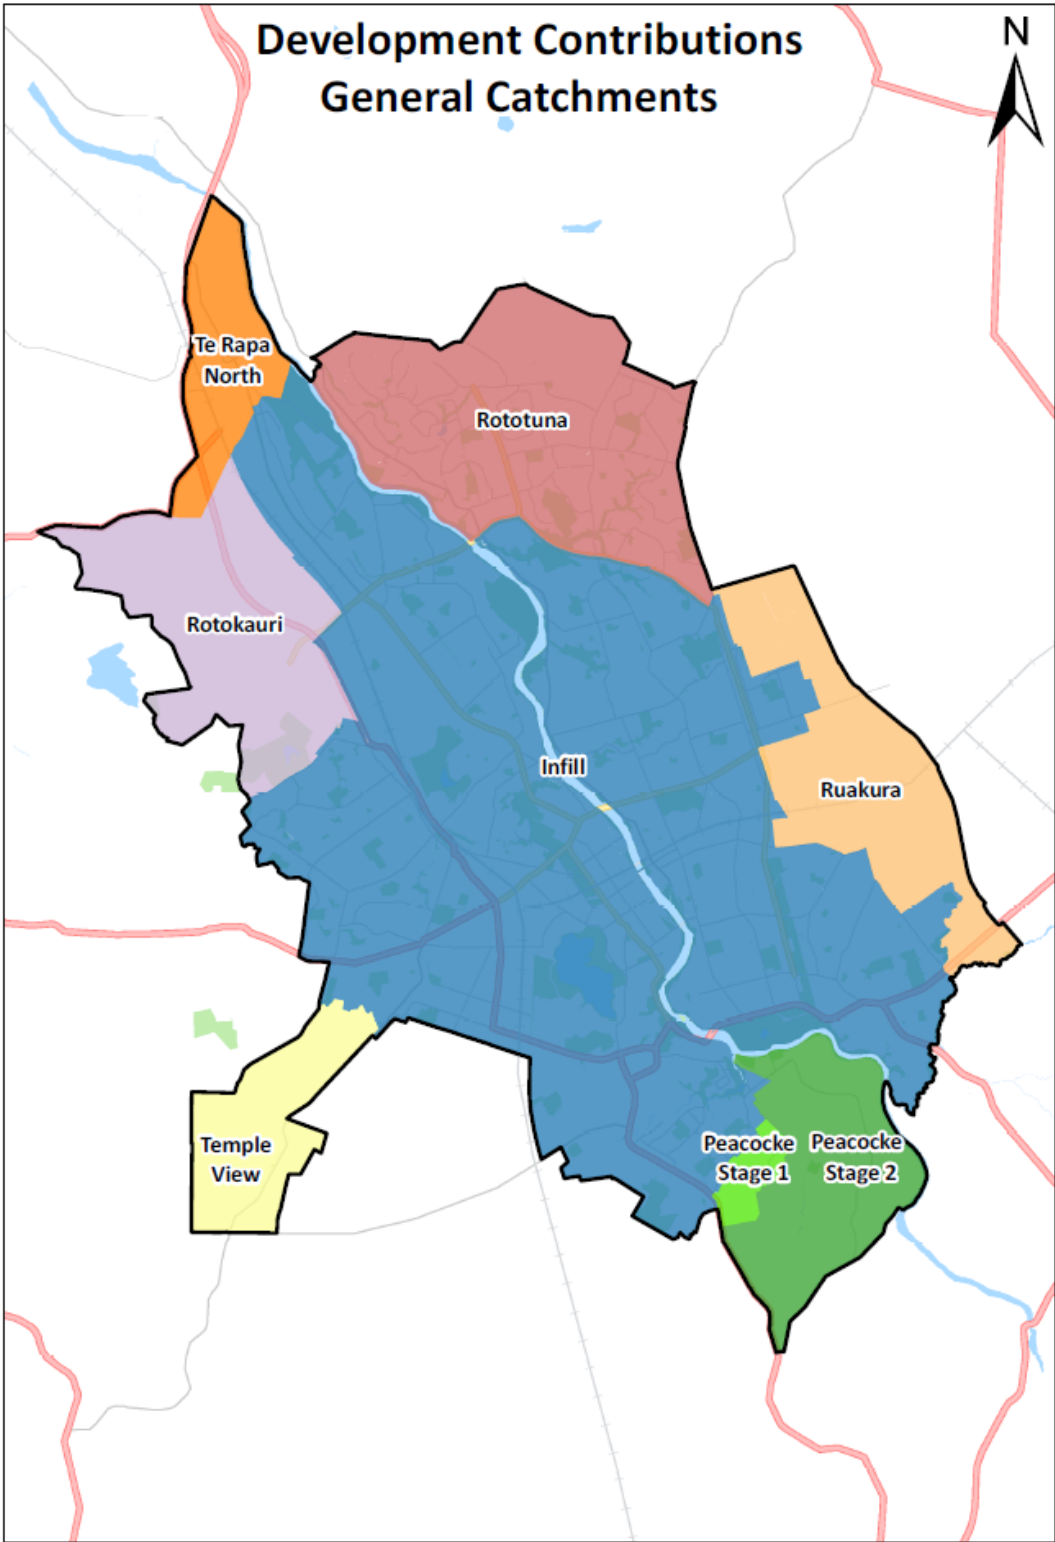 Development Contributions
General Catchments
N
Te Rapa
North
Rototuna
Rotokauri
Infill
Ruakura
Temple
View
Peacocke
Stage 1
Peacocke
Stage 2